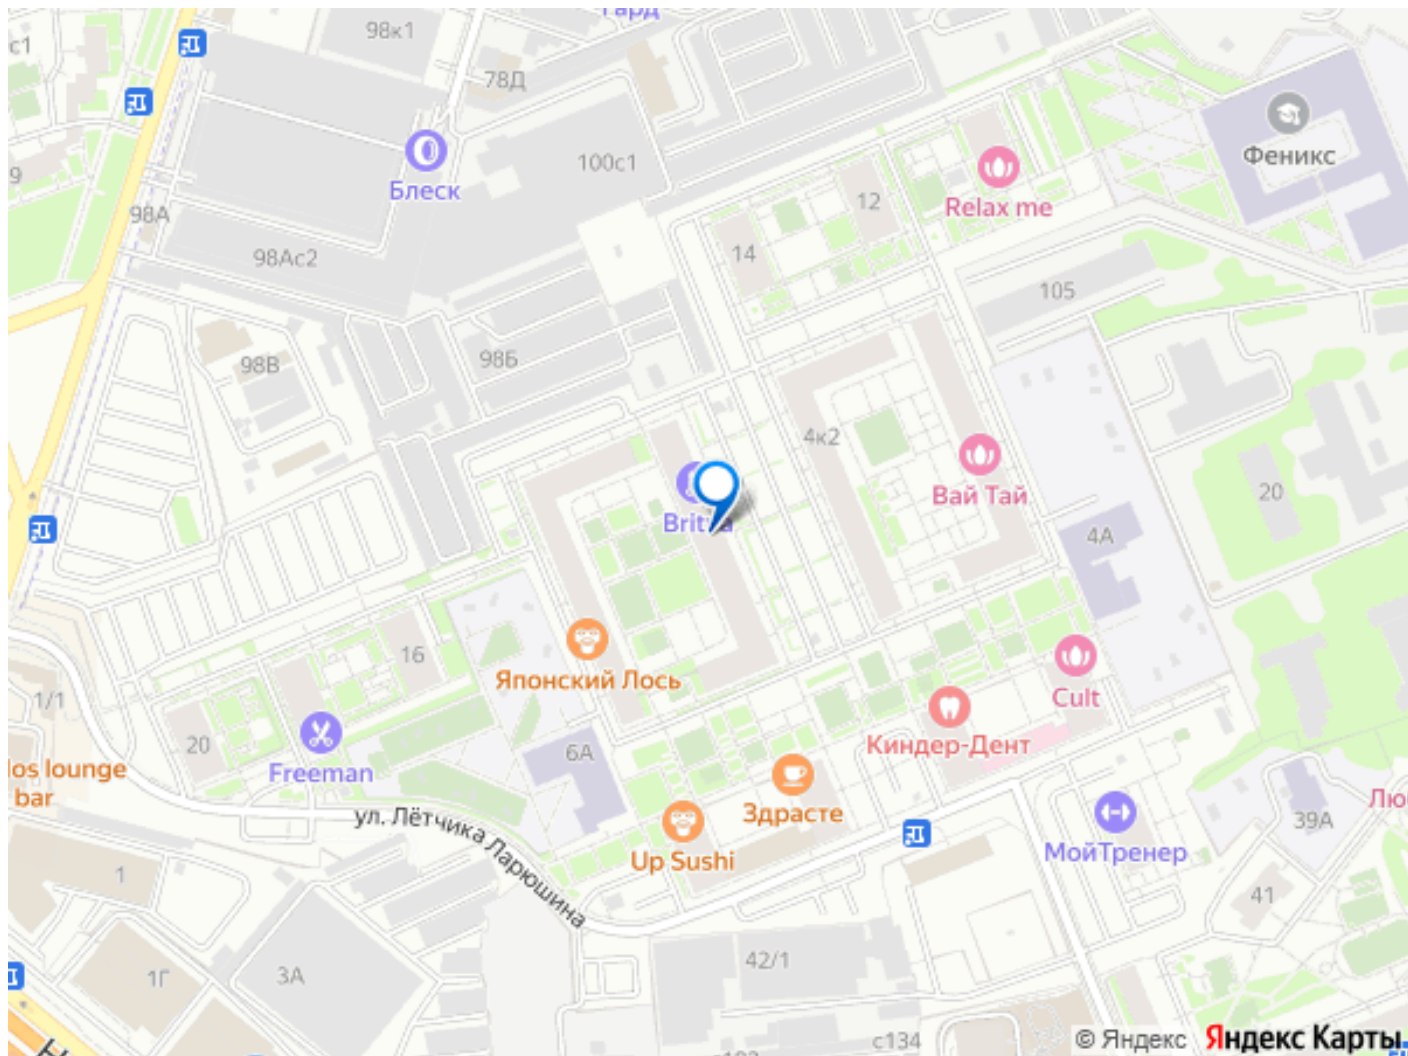 98к1
с1
78Д
100с1
Феникс
Блеск
Relax me
9
98А
12
98Ас2
14
105
98Б
98В
4к2
Вай Тай
20
4А
16
Японский Лось
1/1
Cult
20
6А
Киндер-Дент
Freeman
los lounge
bar
Здрасте
ул. Лётчика Ларюшина
Up Sushi
МойТренер
39А
1
41
42/1
1Г
3А
с134
© Яндекс
Яндекс Карты